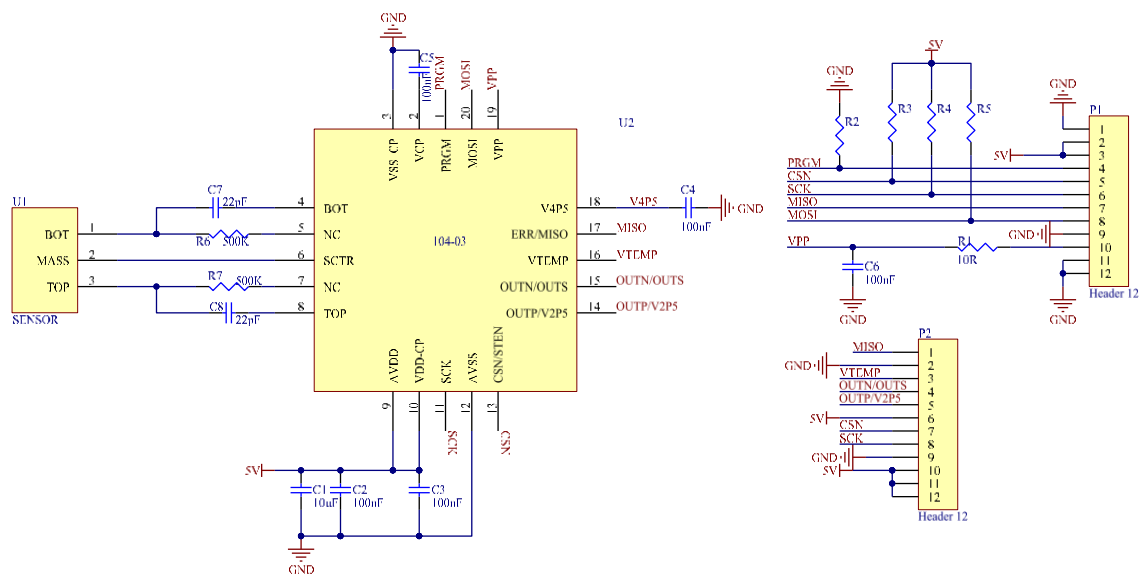 GND
C5
100nF
PRGM
MOSI
VPP
3
2
1
20
19
VSS_CP
VCP
PRGM
MOSI
VPP
U2
U1
BOT
MASS
TOP
SENSOR
1
2
3
C7
22pF
R6
500K
R7
500K
C8
22pF
4
5
6
7
8
BOT
NC
SCTR
NC
TOP
104-03
V4P5
ERR/MISO
VTEMP
OUTN/OUTS
OUTP/V2P5
18
17
16
15
14
V4P5
MISO
VTEMP
OUTN/OUTS
OUTP/V2P5
C4
100nF
GND
AVDD
VDD-CP
SCK
AVSS
CSN/STEN
9
10
11
12
13
SCK
CSN
5V
C1
10uF
C2
100nF
C3
100nF
GND
5V
GND
GND
R2
R3
R4
R5
P1
5V
PRGM
CSN
SCK
MISO
MOSI
VPP
GND
R1
10R
C6
100nF
GND
GND
1
2
3
4
5
6
7
8
9
10
11
12
Header 12
P2
MISO
GND
VTEMP
OUTN/OUTS
OUTP/V2P5
5V
CSN
SCK
GND
5V
1
2
3
4
5
6
7
8
9
10
11
12
Header 12